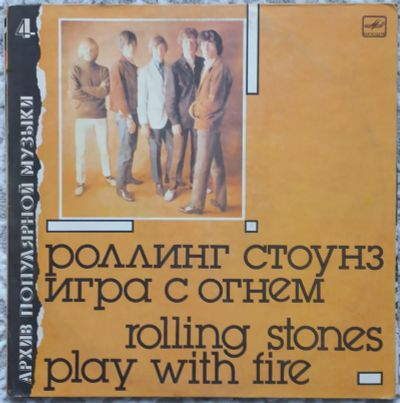 4
АРХИВ ПОПУЛЯРНОЙ МУЗЫКИ
РОЛЛИНГ СТОУНЗ
ИГРА С ОГНЕМ
rolling stones
play with fire